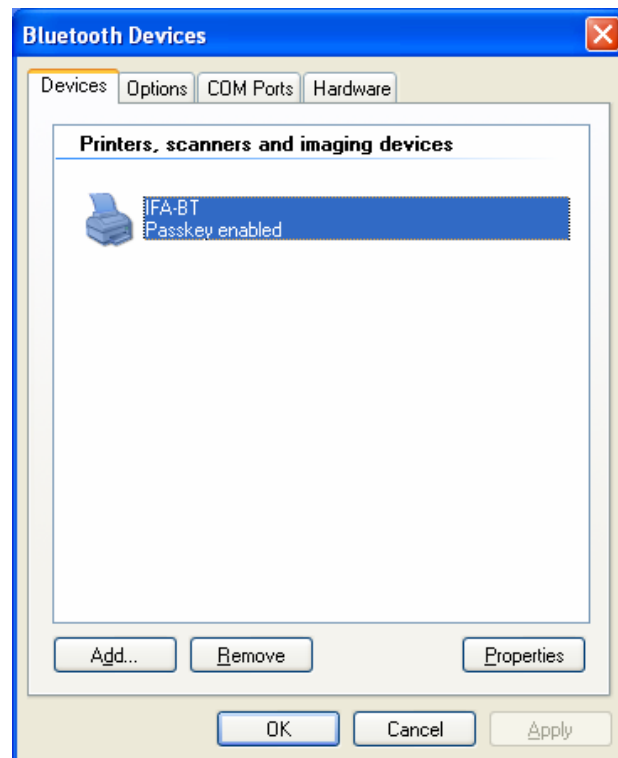 Bluetooth Devices
Devices Options COM Ports Hardware
Printers, scanners and imaging devices
IFA-BT
Passkey enabled
Add... Remove Properties
OK Cancel Apply